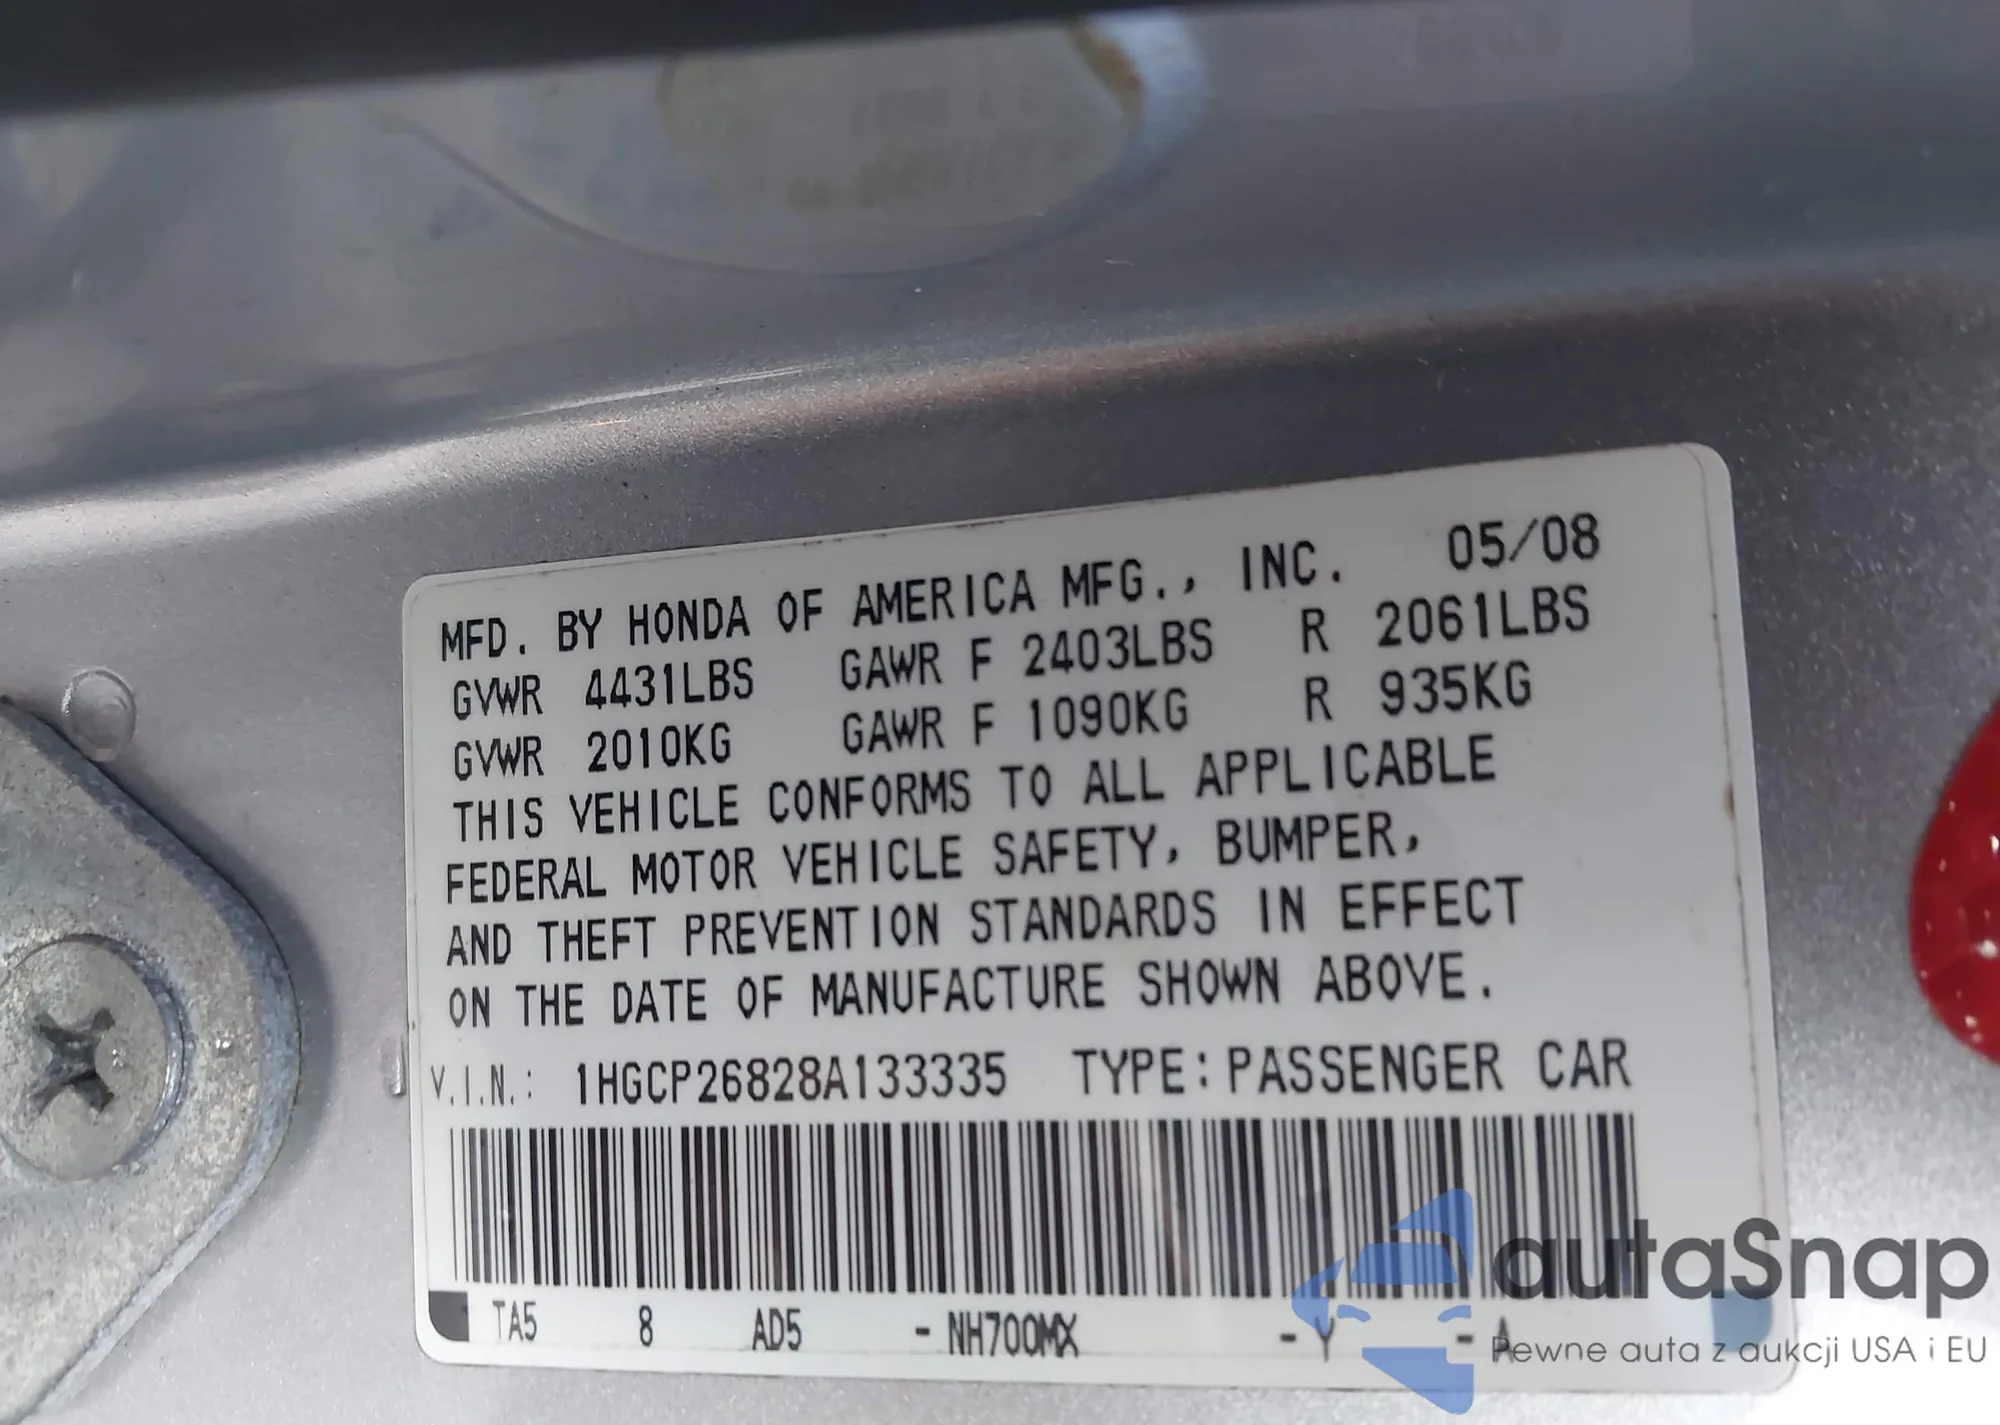 MFD. BY HONDA OF AMERICA MFG., INC. 05/08
GVWR 4431LBS GAWR F 2403LBS R 2061LBS
GVWR 2010KG GAWR F 1090KG R 935KG
THIS VEHICLE CONFORMS TO ALL APPLICABLE
FEDERAL MOTOR VEHICLE SAFETY, BUMPER,
AND THEFT PREVENTION STANDARDS IN EFFECT
ON THE DATE OF MANUFACTURE SHOWN ABOVE.
V.I.N.: 1HGCP26828A133335 TYPE: PASSENGER CAR
TA5 8 AD5 - NH700MX - Y - A
autaSnap
Pewne auta z aukcji USA i EU